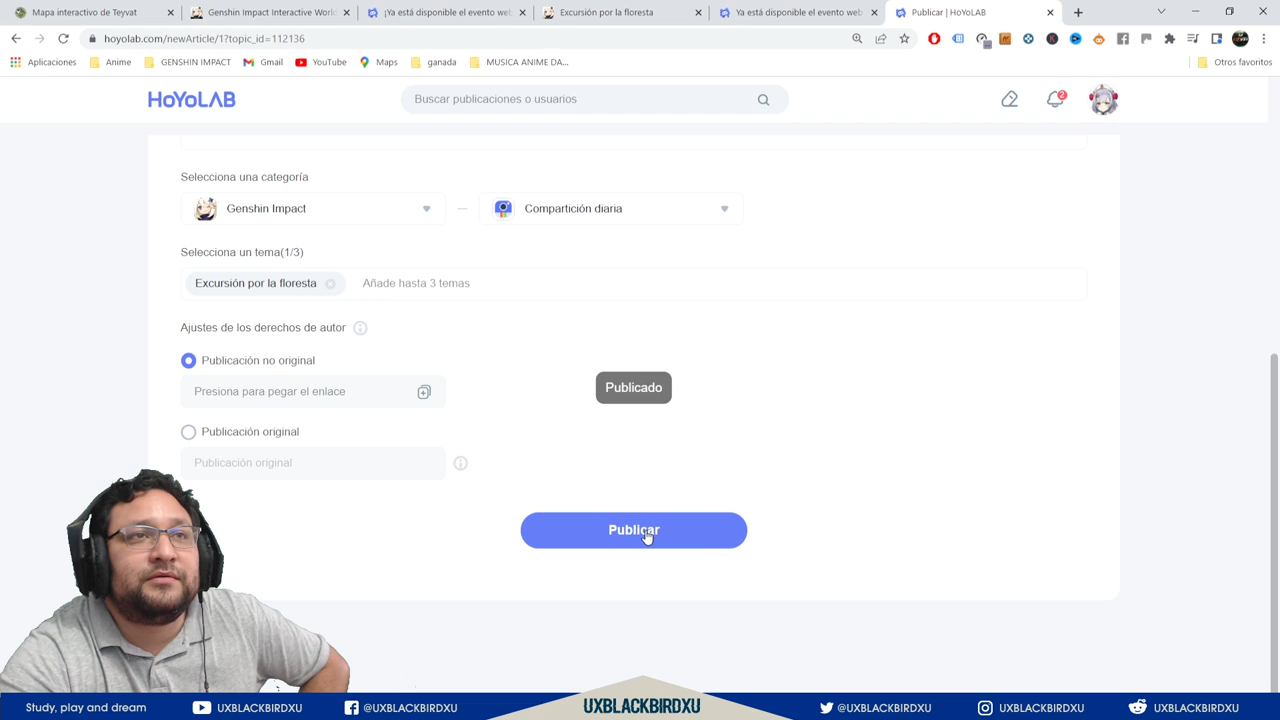 Mapa interactivo de Teyvat
Genshin Impact Interactive World
¡Ya está disponible el evento web
Excursión por la floresta
Ya está disponible el evento web
Publicar | HoYoLAB
hoyolab.com/newArticle/1?topic_id=112136
Aplicaciones
Anime
GENSHIN IMPACT
Gmail
YouTube
Maps
ganada
MUSICA ANIME DA...
Otros favoritos
HoYoLAB
Buscar publicaciones o usuarios
2
Selecciona una categoría
Genshin Impact
Compartición diaria
Selecciona un tema(1/3)
Excursión por la floresta
Añade hasta 3 temas
Ajustes de los derechos de autor
Publicación no original
Presiona para pegar el enlace
Publicado
Publicación original
Publicación original
Publicar
Study, play and dream
UXBLACKBIRDXU
@UXBLACKBIRDXU
UXBLACKBIRDXU
@UXBLACKBIRDXU
UXBLACKBIRDXU
UXBLACKBIRDXU